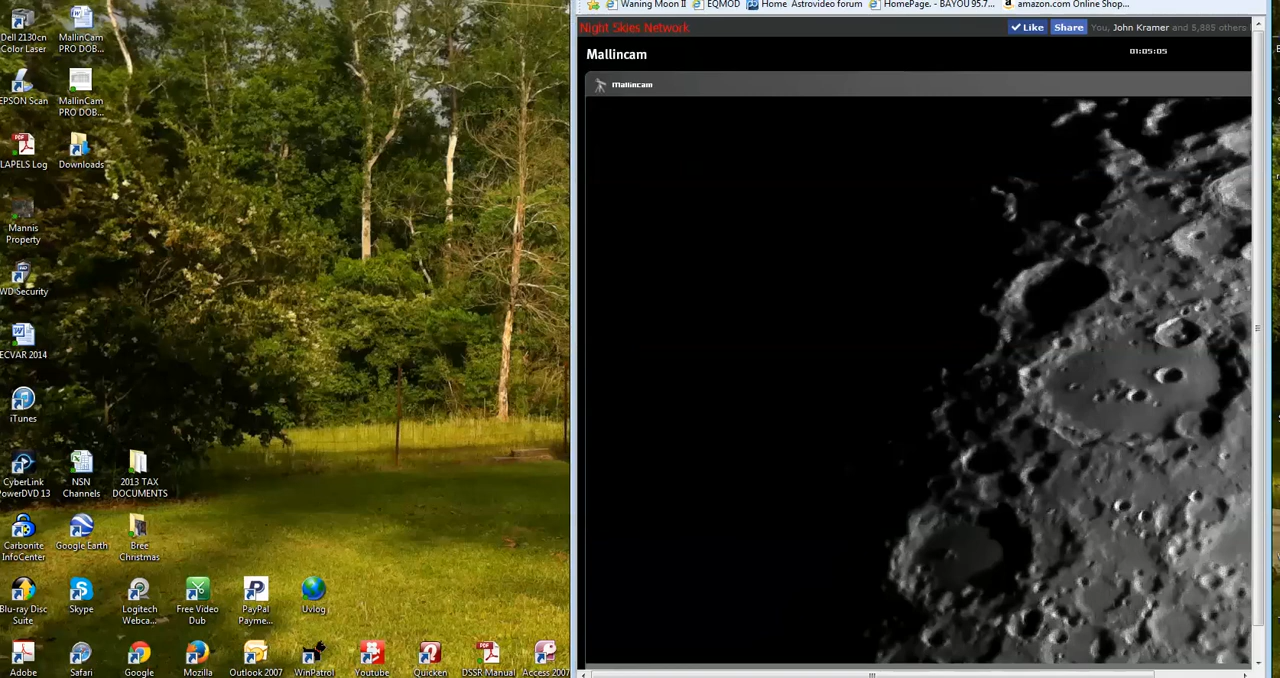 Dell 2130cn
Color Laser
MallinCam
PRO DOB...
EPSON Scan
MallinCam
PRO DOB...
LAPELS Log
Downloads
Mannis
Property
WD Security
ECVAR 2014
iTunes
CyberLink
PowerDVD 13
NSN
Channels
2013 TAX
DOCUMENTS
Carbonite
InfoCenter
Google Earth
Bree
Christmas
Blu-ray Disc
Suite
Skype
Logitech
Webca...
Free Video
Dub
PayPal
Payme...
Uvlog
Adobe
Safari
Google
Mozilla
Outlook 2007
WinPatrol
Youtube
Quicken
DSSR Manual
Access 2007
Waning Moon II
EQMOD
Home Astrovideo forum
HomePage. - BAYOU 95.7...
amazon.com Online Shop...
Night Skies Network
Like
Share
You, John Kramer and 5,885 others l
Mallincam
01:05:05
Mallincam